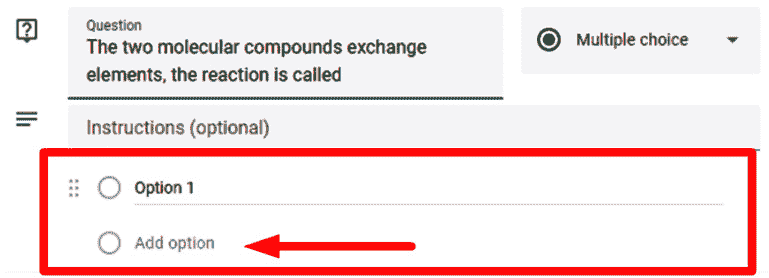 Question
The two molecular compounds exchange
elements, the reaction is called
Multiple choice
Instructions (optional)
Option 1
Add option